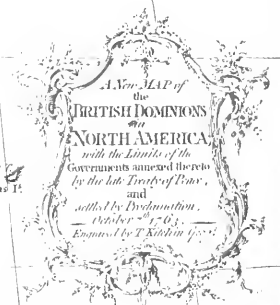 A New MAP of
the
BRITISH DOMINIONS
in
NORTH AMERICA,
with the Limits of the
Governments annexed thereto
by the late Treaty of Peace,
and
settled by Proclamation,
October 7th 1763.
Engraved by T. Kitchin Geogr.